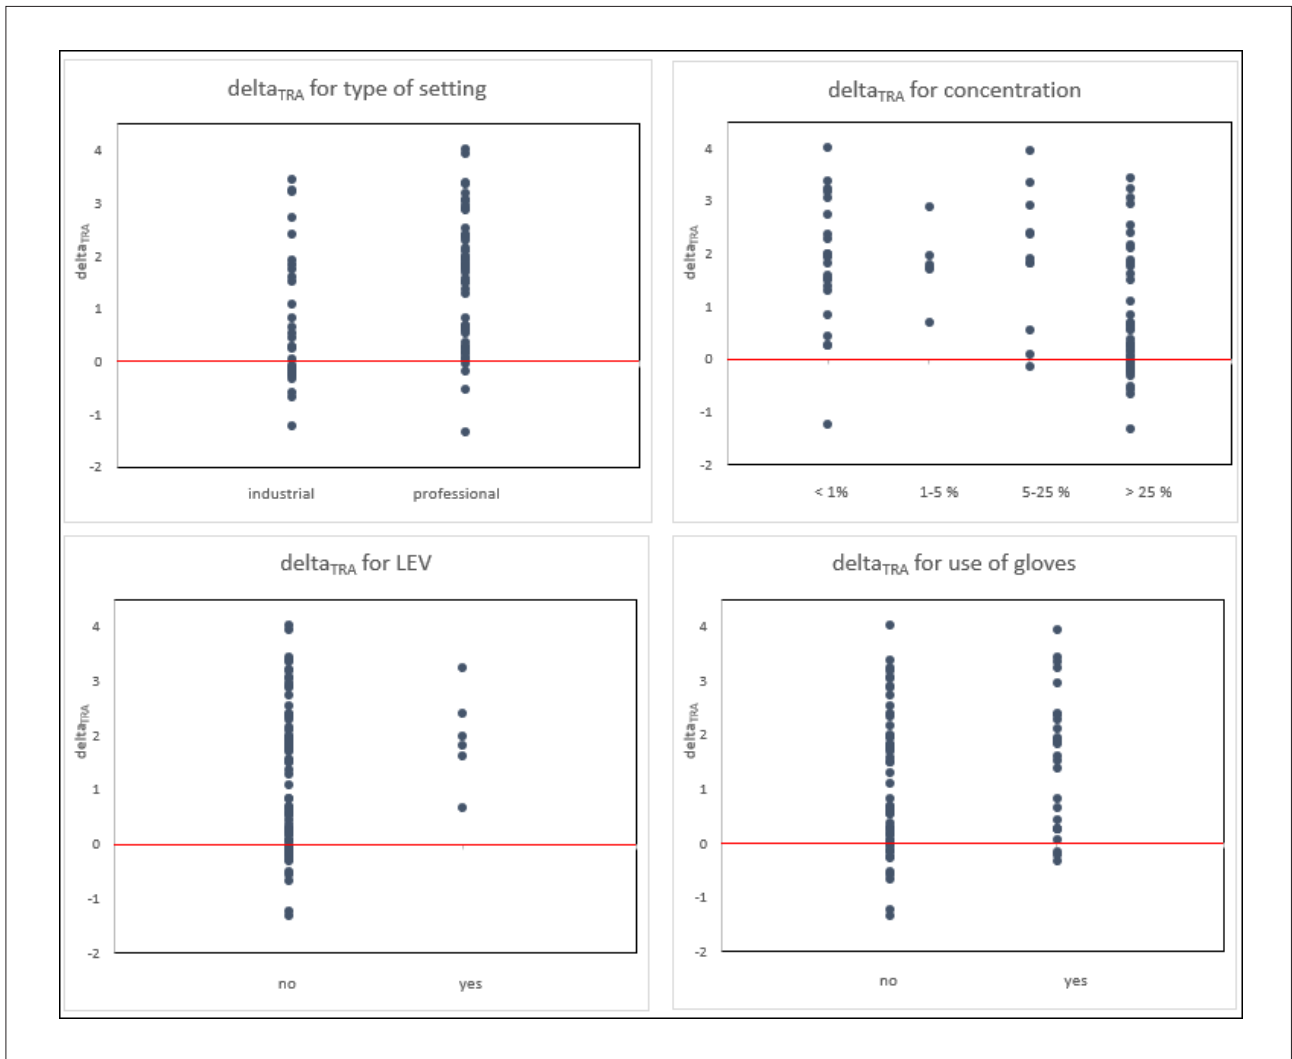 deltaTRA for type of setting
4
3
2
1
0
-1
-2
deltaTRA
industrial professional
deltaTRA for concentration
4
3
2
1
0
-1
-2
deltaTRA
< 1% 1-5 % 5-25 % > 25 %
deltaTRA for LEV
4
3
2
1
0
-1
-2
deltaTRA
no yes
deltaTRA for use of gloves
4
3
2
1
0
-1
-2
deltaTRA
no yes